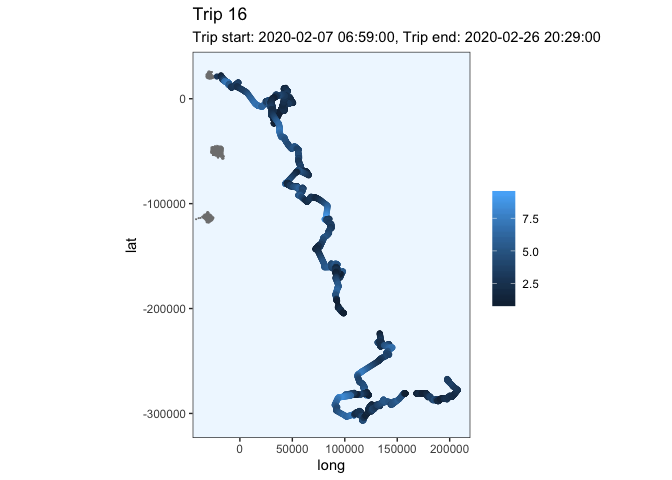 Trip 16
Trip start: 2020-02-07 06:59:00, Trip end: 2020-02-26 20:29:00
0
-100000
-200000
-300000
lat
0 50000 100000 150000 200000
long
7.5
5.0
2.5